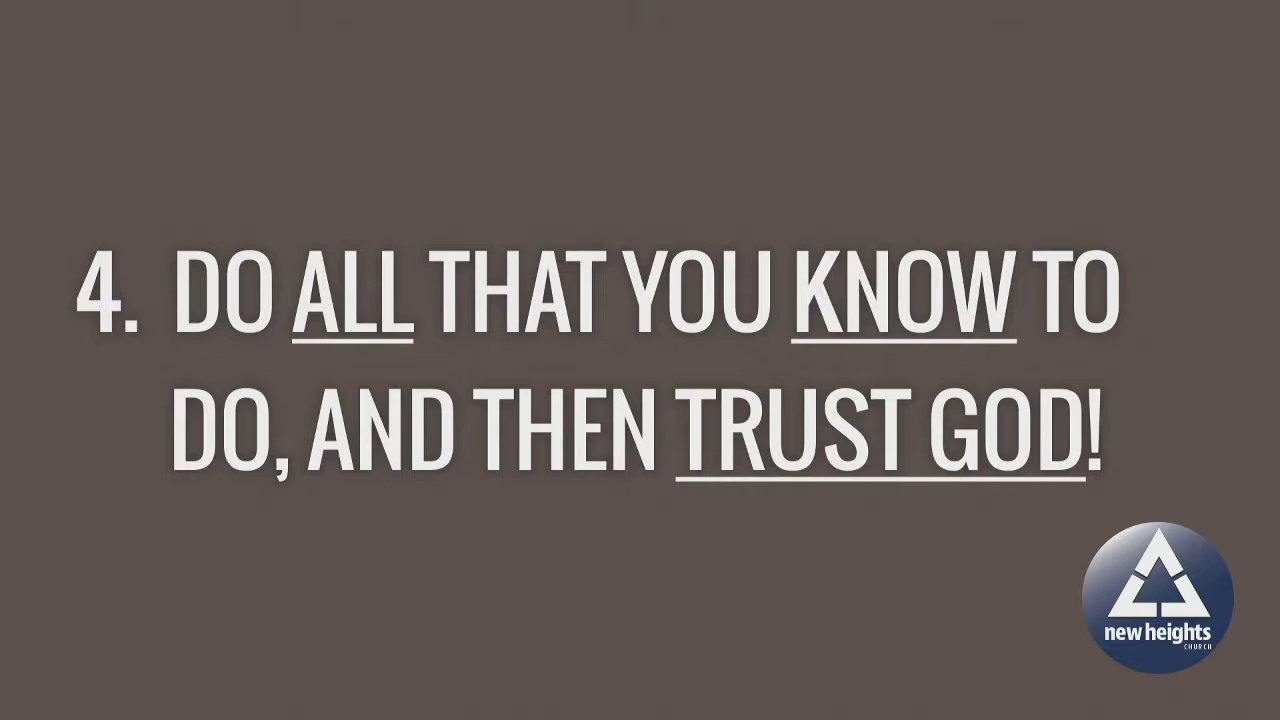 4. DO ALL THAT YOU KNOW TO
DO, AND THEN TRUST GOD!
new heights
CHURCH